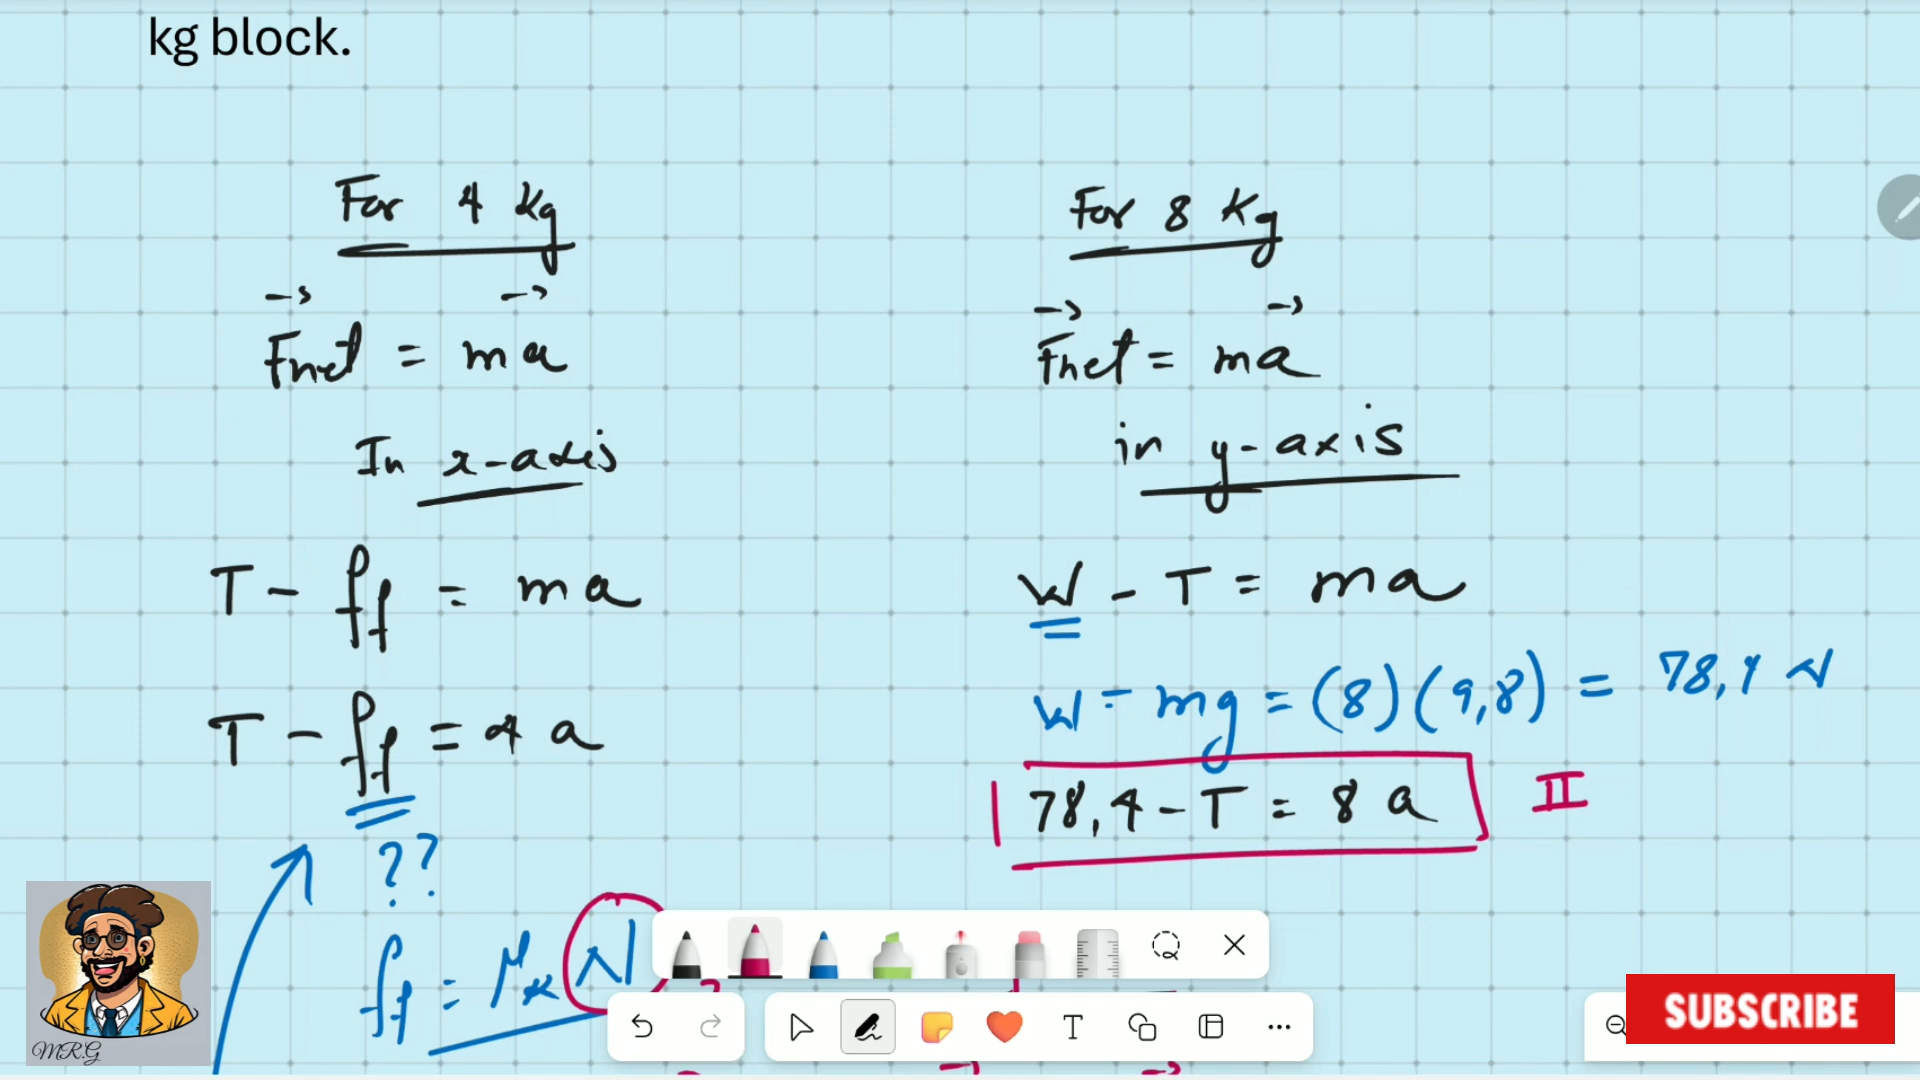 kg block.
For 4 kg
Fnet = ma
In x-axis
T - ff = ma
T - ff = 4 a
??
ff = μk N
For 8 kg
Fnet = ma
in y-axis
W - T = ma
W = mg = (8)(9,8) = 78,4 N
78,4 - T = 8 a
II
MR.G
T
SUBSCRIBE